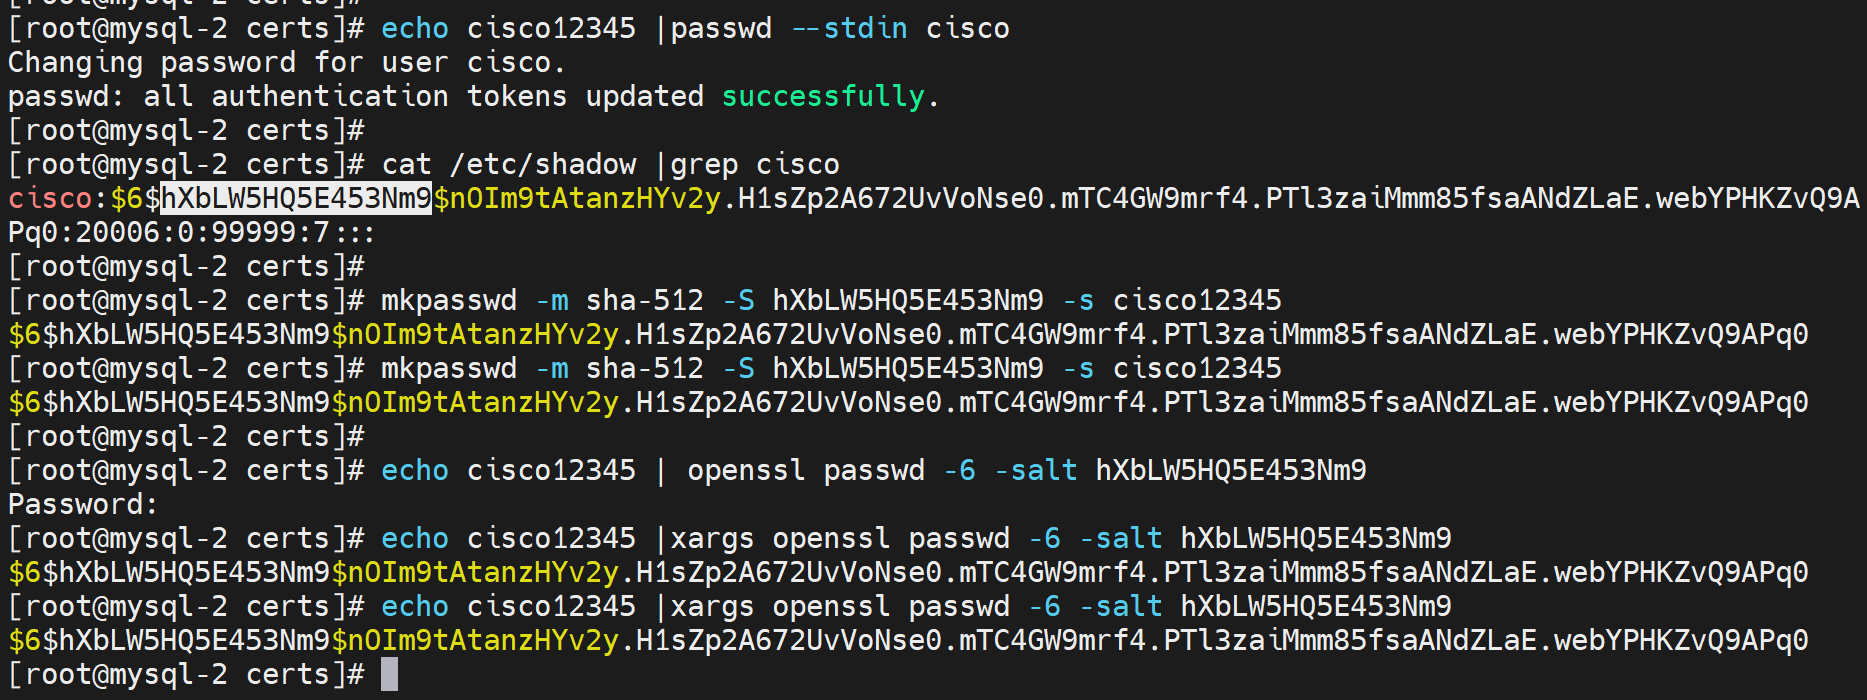 [root@mysql-2 certs]#
[root@mysql-2 certs]# echo cisco12345 |passwd --stdin cisco
Changing password for user cisco.
passwd: all authentication tokens updated successfully.
[root@mysql-2 certs]#
[root@mysql-2 certs]# cat /etc/shadow |grep cisco
cisco:$6$hXbLW5HQ5E453Nm9$nOIm9tAtanzHYv2y.H1sZp2A672UvVoNse0.mTC4GW9mrf4.PTl3zaiMmm85fsaANdZLaE.webYPHKZvQ9A
Pq0:20006:0:99999:7:::
[root@mysql-2 certs]#
[root@mysql-2 certs]# mkpasswd -m sha-512 -S hXbLW5HQ5E453Nm9 -s cisco12345
$6$hXbLW5HQ5E453Nm9$nOIm9tAtanzHYv2y.H1sZp2A672UvVoNse0.mTC4GW9mrf4.PTl3zaiMmm85fsaANdZLaE.webYPHKZvQ9APq0
[root@mysql-2 certs]# mkpasswd -m sha-512 -S hXbLW5HQ5E453Nm9 -s cisco12345
$6$hXbLW5HQ5E453Nm9$nOIm9tAtanzHYv2y.H1sZp2A672UvVoNse0.mTC4GW9mrf4.PTl3zaiMmm85fsaANdZLaE.webYPHKZvQ9APq0
[root@mysql-2 certs]#
[root@mysql-2 certs]# echo cisco12345 | openssl passwd -6 -salt hXbLW5HQ5E453Nm9
Password:
[root@mysql-2 certs]# echo cisco12345 |xargs openssl passwd -6 -salt hXbLW5HQ5E453Nm9
$6$hXbLW5HQ5E453Nm9$nOIm9tAtanzHYv2y.H1sZp2A672UvVoNse0.mTC4GW9mrf4.PTl3zaiMmm85fsaANdZLaE.webYPHKZvQ9APq0
[root@mysql-2 certs]# echo cisco12345 |xargs openssl passwd -6 -salt hXbLW5HQ5E453Nm9
$6$hXbLW5HQ5E453Nm9$nOIm9tAtanzHYv2y.H1sZp2A672UvVoNse0.mTC4GW9mrf4.PTl3zaiMmm85fsaANdZLaE.webYPHKZvQ9APq0
[root@mysql-2 certs]#